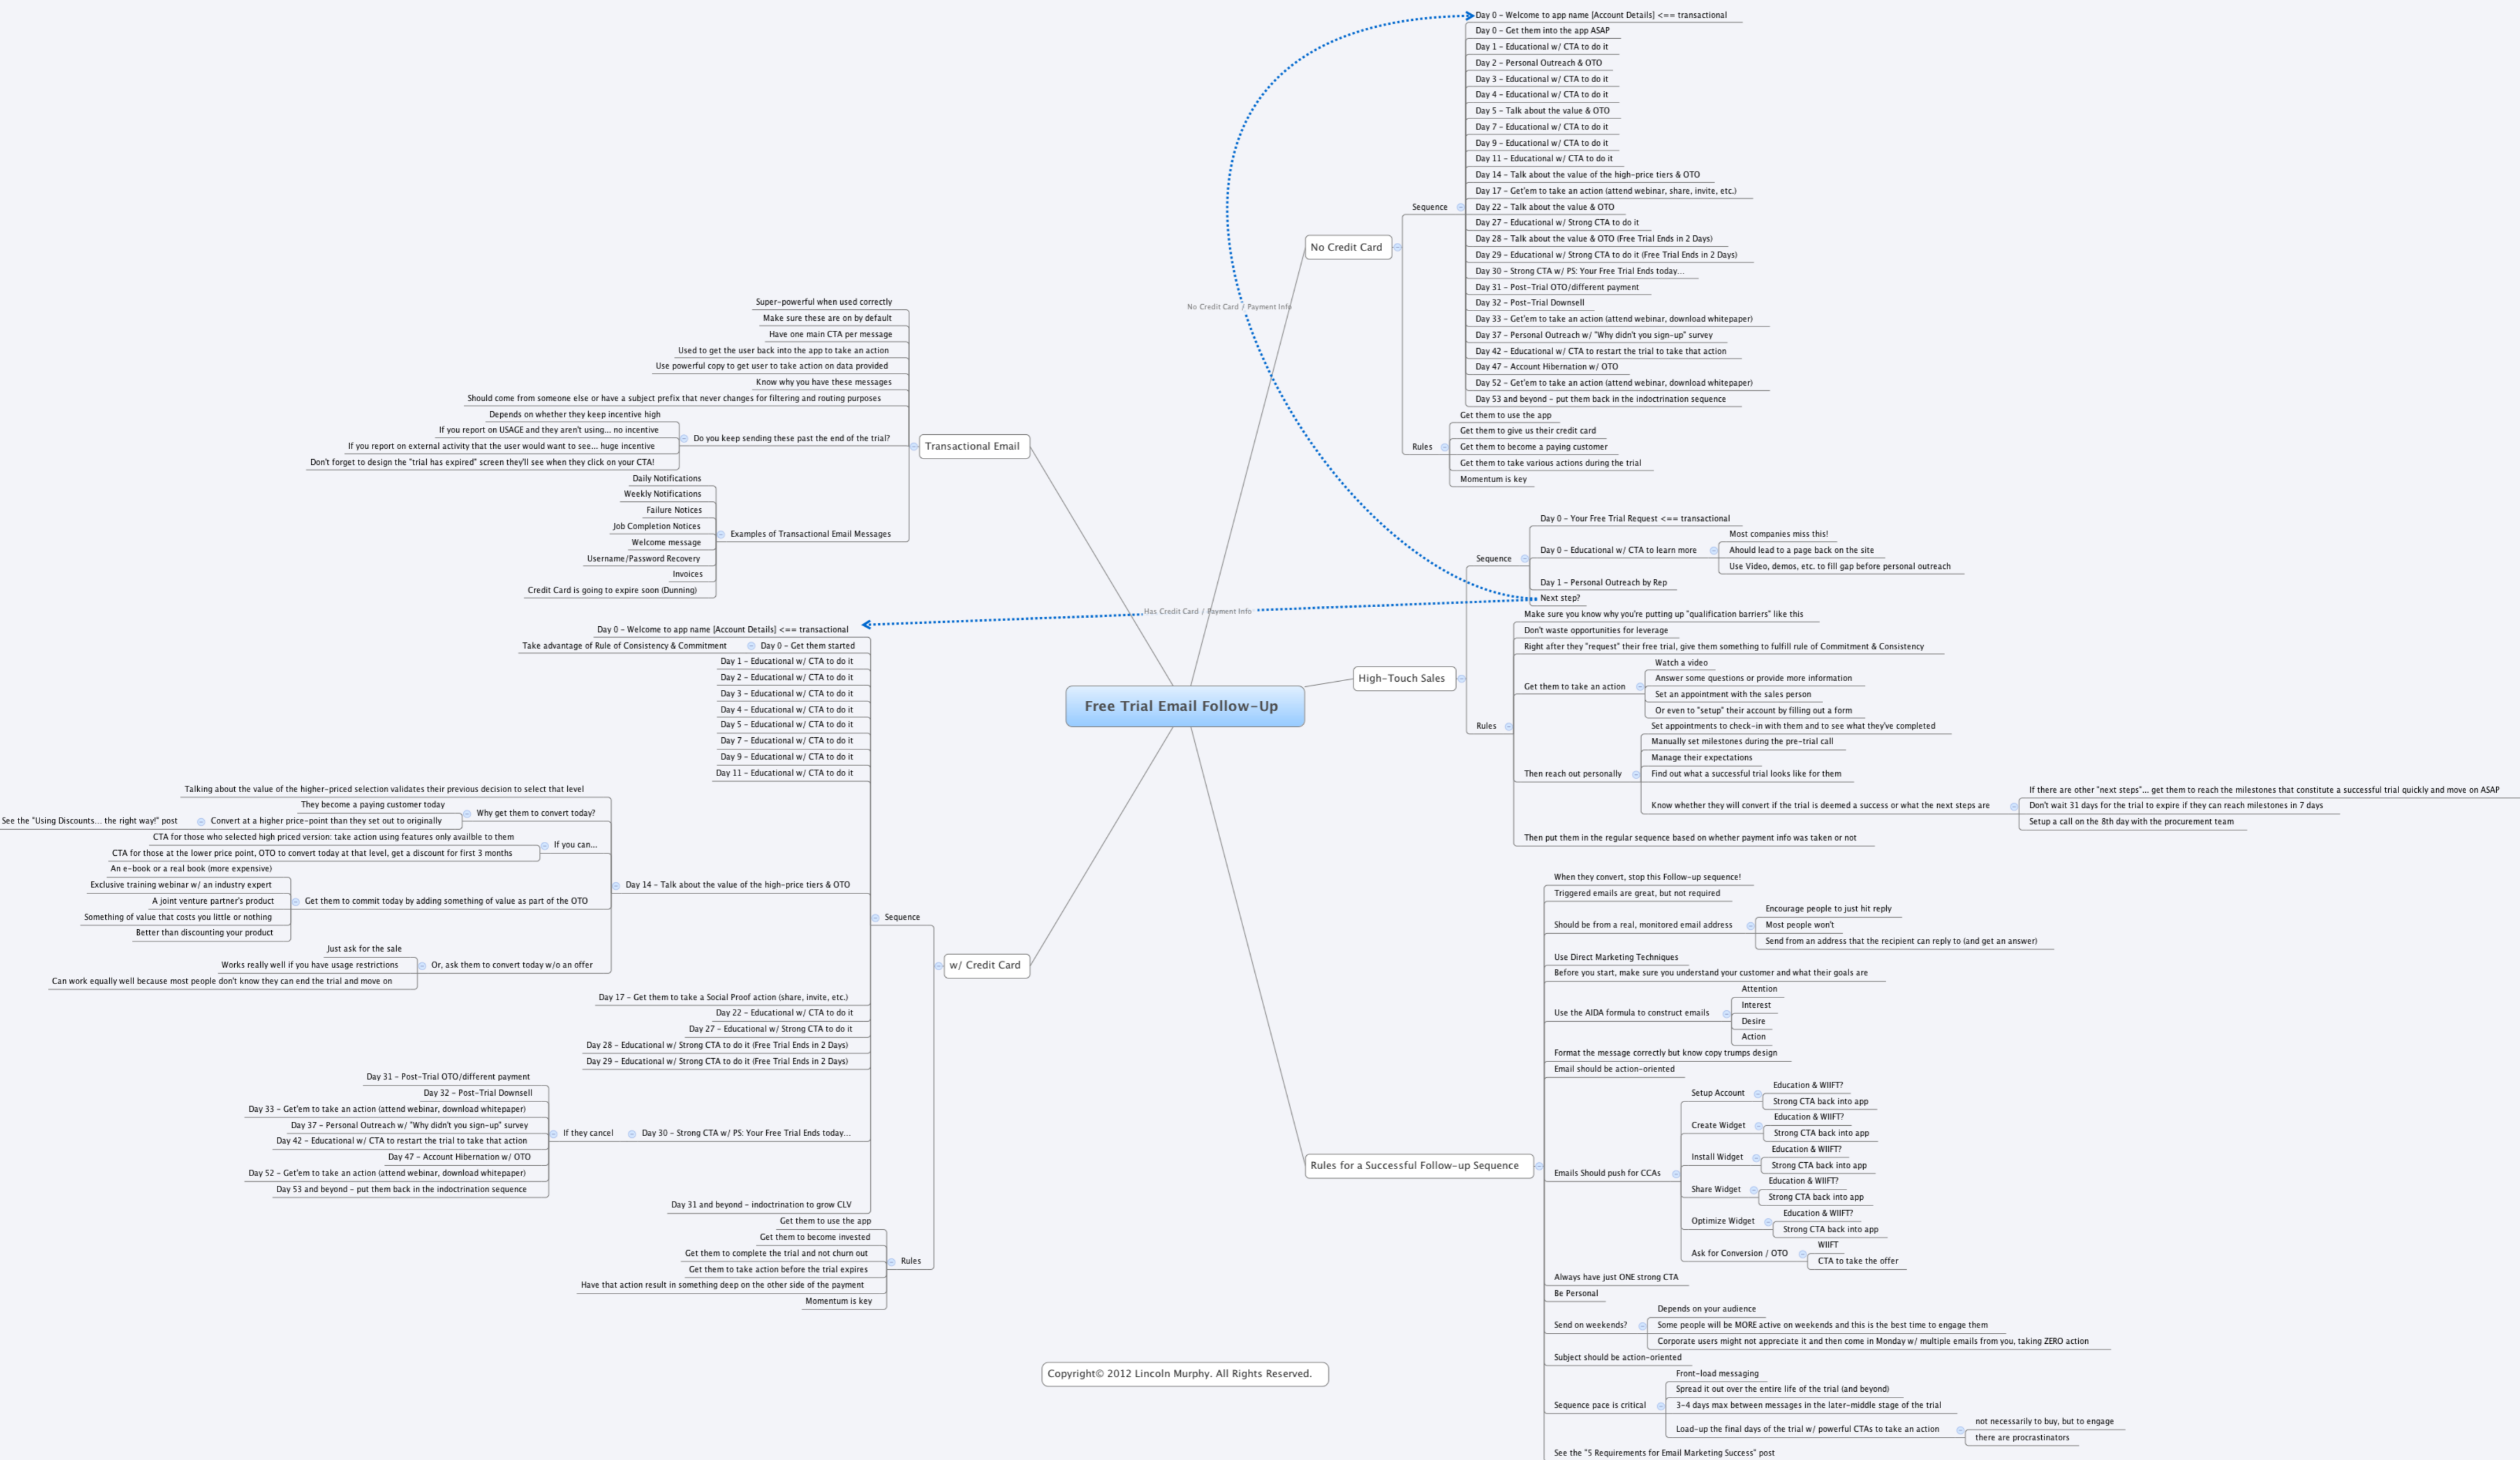 Free Trial Email Follow-Up
No Credit Card
Sequence
Day 0 - Welcome to app name [Account Details] <== transactional
Day 0 - Get them into the app ASAP
Day 1 - Educational w/ CTA to do it
Day 2 - Personal Outreach & OTO
Day 3 - Educational w/ CTA to do it
Day 4 - Educational w/ CTA to do it
Day 5 - Talk about the value & OTO
Day 7 - Educational w/ CTA to do it
Day 9 - Educational w/ CTA to do it
Day 11 - Educational w/ CTA to do it
Day 14 - Talk about the value of the high-price tiers & OTO
Day 17 - Get'em to take an action (attend webinar, share, invite, etc.)
Day 22 - Talk about the value & OTO
Day 27 - Educational w/ Strong CTA to do it
Day 28 - Talk about the value & OTO (Free Trial Ends in 2 Days)
Day 29 - Educational w/ Strong CTA to do it (Free Trial Ends in 2 Days)
Day 30 - Strong CTA w/ PS: Your Free Trial Ends today...
Day 31 - Post-Trial OTO/different payment
Day 32 - Post-Trial Downsell
Day 33 - Get'em to take an action (attend webinar, download whitepaper)
Day 37 - Personal Outreach w/ "Why didn't you sign-up" survey
Day 42 - Educational w/ CTA to restart the trial to take that action
Day 47 - Account Hibernation w/ OTO
Day 52 - Get'em to take an action (attend webinar, download whitepaper)
Day 53 and beyond - put them back in the indoctrination sequence
Rules
Get them to use the app
Get them to give us their credit card
Get them to become a paying customer
Get them to take various actions during the trial
Momentum is key
No Credit Card / Payment Info
High-Touch Sales
Sequence
Day 0 - Your Free Trial Request <== transactional
Day 0 - Educational w/ CTA to learn more
Most companies miss this!
Ahould lead to a page back on the site
Use Video, demos, etc. to fill gap before personal outreach
Day 1 - Personal Outreach by Rep
Next step?
Has Credit Card / Payment Info
Rules
Make sure you know why you're putting up "qualification barriers" like this
Don't waste opportunities for leverage
Right after they "request" their free trial, give them something to fulfill rule of Commitment & Consistency
Get them to take an action
Watch a video
Answer some questions or provide more information
Set an appointment with the sales person
Or even to "setup" their account by filling out a form
Then reach out personally
Set appointments to check-in with them and to see what they've completed
Manually set milestones during the pre-trial call
Manage their expectations
Find out what a successful trial looks like for them
Know whether they will convert if the trial is deemed a success or what the next steps are
If there are other "next steps"... get them to reach the milestones that constitute a successful trial quickly and move on ASAP
Don't wait 31 days for the trial to expire if they can reach milestones in 7 days
Setup a call on the 8th day with the procurement team
Then put them in the regular sequence based on whether payment info was taken or not
Rules for a Successful Follow-up Sequence
When they convert, stop this Follow-up sequence!
Triggered emails are great, but not required
Should be from a real, monitored email address
Encourage people to just hit reply
Most people won't
Send from an address that the recipient can reply to (and get an answer)
Use Direct Marketing Techniques
Before you start, make sure you understand your customer and what their goals are
Use the AIDA formula to construct emails
Attention
Interest
Desire
Action
Format the message correctly but know copy trumps design
Email should be action-oriented
Emails Should push for CCAs
Setup Account
Education & WIIFT?
Strong CTA back into app
Create Widget
Education & WIIFT?
Strong CTA back into app
Install Widget
Education & WIIFT?
Strong CTA back into app
Share Widget
Education & WIIFT?
Strong CTA back into app
Optimize Widget
Education & WIIFT?
Strong CTA back into app
Ask for Conversion / OTO
WIIFT
CTA to take the offer
Always have just ONE strong CTA
Be Personal
Send on weekends?
Depends on your audience
Some people will be MORE active on weekends and this is the best time to engage them
Corporate users might not appreciate it and then come in Monday w/ multiple emails from you, taking ZERO action
Subject should be action-oriented
Sequence pace is critical
Front-load messaging
Spread it out over the entire life of the trial (and beyond)
3-4 days max between messages in the later-middle stage of the trial
Load-up the final days of the trial w/ powerful CTAs to take an action
not necessarily to buy, but to engage
there are procrastinators
See the "5 Requirements for Email Marketing Success" post
Transactional Email
Super-powerful when used correctly
Make sure these are on by default
Have one main CTA per message
Used to get the user back into the app to take an action
Use powerful copy to get user to take action on data provided
Know why you have these messages
Should come from someone else or have a subject prefix that never changes for filtering and routing purposes
Do you keep sending these past the end of the trial?
Depends on whether they keep incentive high
If you report on USAGE and they aren't using... no incentive
If you report on external activity that the user would want to see... huge incentive
Don't forget to design the "trial has expired" screen they'll see when they click on your CTA!
Examples of Transactional Email Messages
Daily Notifications
Weekly Notifications
Failure Notices
Job Completion Notices
Welcome message
Username/Password Recovery
Invoices
Credit Card is going to expire soon (Dunning)
w/ Credit Card
Sequence
Day 0 - Welcome to app name [Account Details] <== transactional
Day 0 - Get them started
Take advantage of Rule of Consistency & Commitment
Day 1 - Educational w/ CTA to do it
Day 2 - Educational w/ CTA to do it
Day 3 - Educational w/ CTA to do it
Day 4 - Educational w/ CTA to do it
Day 5 - Educational w/ CTA to do it
Day 7 - Educational w/ CTA to do it
Day 9 - Educational w/ CTA to do it
Day 11 - Educational w/ CTA to do it
Day 14 - Talk about the value of the high-price tiers & OTO
Talking about the value of the higher-priced selection validates their previous decision to select that level
Why get them to convert today?
They become a paying customer today
Convert at a higher price-point than they set out to originally
See the "Using Discounts... the right way!" post
If you can...
CTA for those who selected high priced version: take action using features only availble to them
CTA for those at the lower price point, OTO to convert today at that level, get a discount for first 3 months
Get them to commit today by adding something of value as part of the OTO
An e-book or a real book (more expensive)
Exclusive training webinar w/ an industry expert
A joint venture partner's product
Something of value that costs you little or nothing
Better than discounting your product
Or, ask them to convert today w/o an offer
Just ask for the sale
Works really well if you have usage restrictions
Can work equally well because most people don't know they can end the trial and move on
Day 17 - Get them to take a Social Proof action (share, invite, etc.)
Day 22 - Educational w/ CTA to do it
Day 27 - Educational w/ Strong CTA to do it
Day 28 - Educational w/ Strong CTA to do it (Free Trial Ends in 2 Days)
Day 29 - Educational w/ Strong CTA to do it (Free Trial Ends in 2 Days)
Day 30 - Strong CTA w/ PS: Your Free Trial Ends today...
If they cancel
Day 31 - Post-Trial OTO/different payment
Day 32 - Post-Trial Downsell
Day 33 - Get'em to take an action (attend webinar, download whitepaper)
Day 37 - Personal Outreach w/ "Why didn't you sign-up" survey
Day 42 - Educational w/ CTA to restart the trial to take that action
Day 47 - Account Hibernation w/ OTO
Day 52 - Get'em to take an action (attend webinar, download whitepaper)
Day 53 and beyond - put them back in the indoctrination sequence
Day 31 and beyond - indoctrination to grow CLV
Rules
Get them to use the app
Get them to become invested
Get them to complete the trial and not churn out
Get them to take action before the trial expires
Have that action result in something deep on the other side of the payment
Momentum is key
Copyright© 2012 Lincoln Murphy. All Rights Reserved.